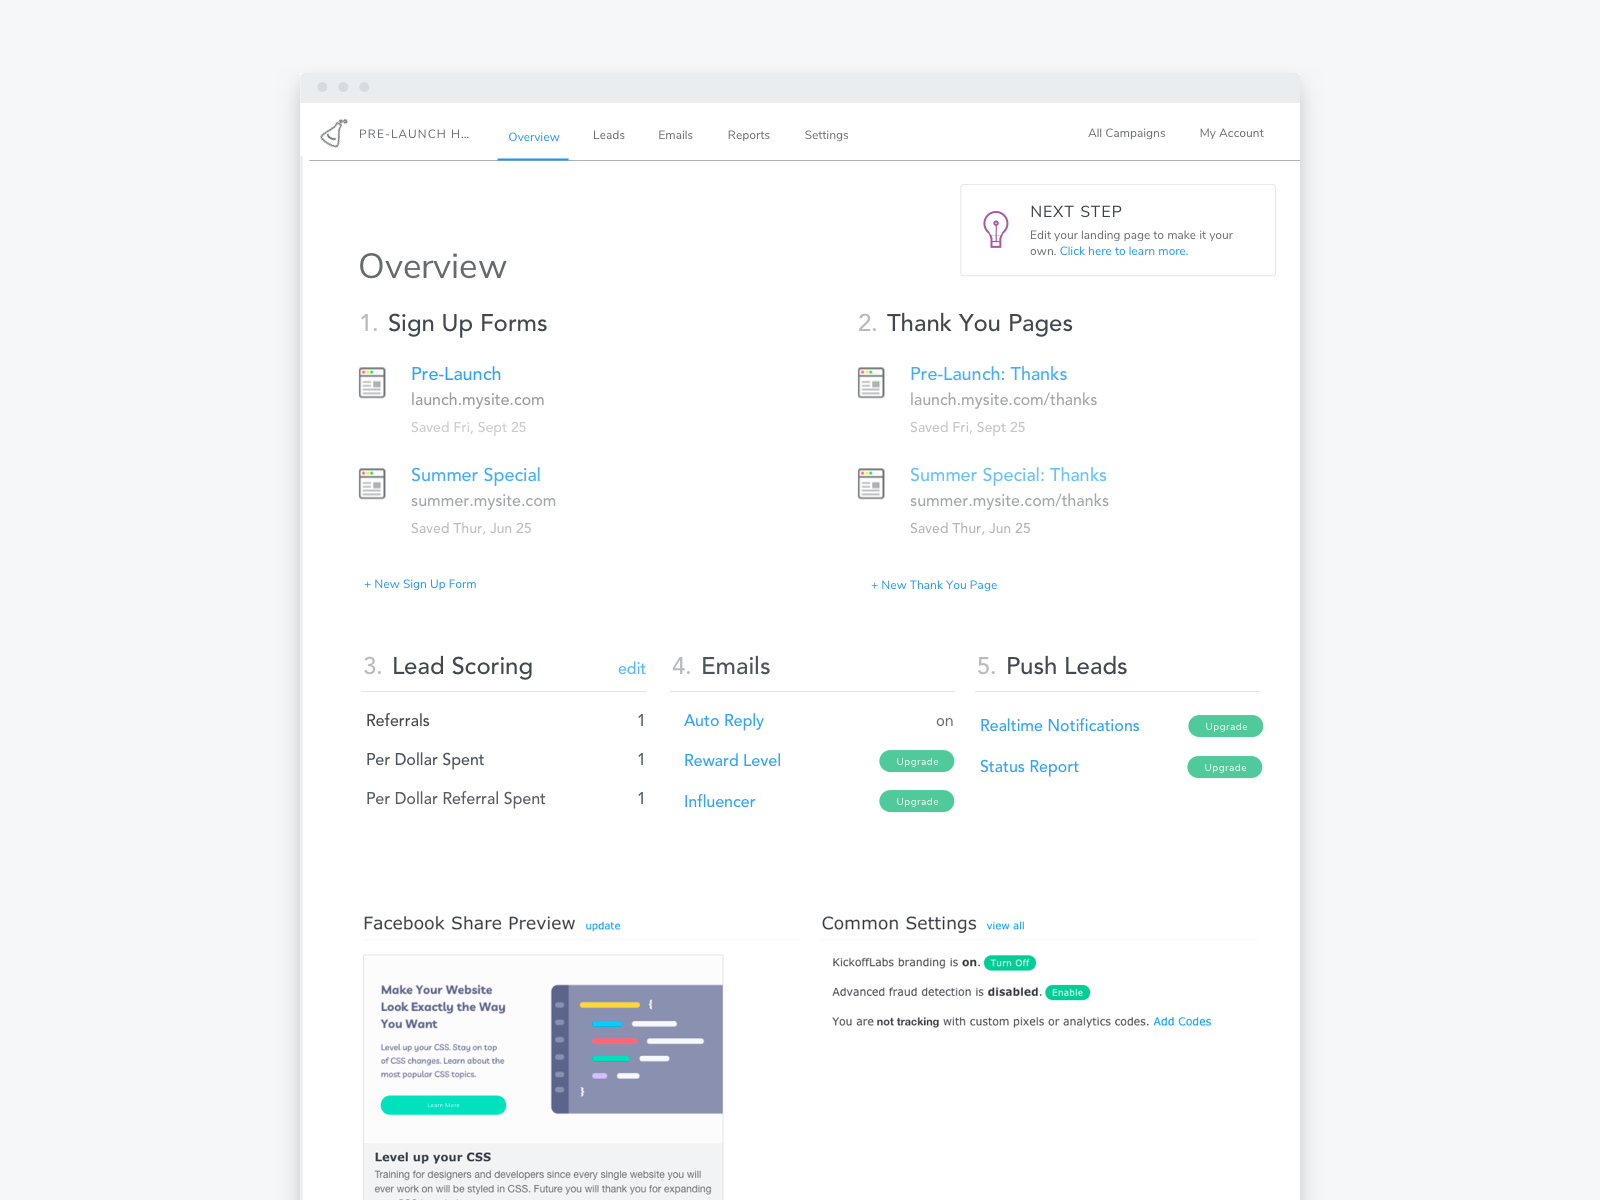 PRE-LAUNCH H...
Overview
Leads
Emails
Reports
Settings
All Campaigns
My Account
NEXT STEP
Edit your landing page to make it your
own. Click here to learn more.
Overview
1. Sign Up Forms
Pre-Launch
launch.mysite.com
Saved Fri, Sept 25
Summer Special
summer.mysite.com
Saved Thur, Jun 25
+ New Sign Up Form
2. Thank You Pages
Pre-Launch: Thanks
launch.mysite.com/thanks
Saved Fri, Sept 25
Summer Special: Thanks
summer.mysite.com/thanks
Saved Thur, Jun 25
+ New Thank You Page
3. Lead Scoring edit
Referrals 1
Per Dollar Spent 1
Per Dollar Referral Spent 1
4. Emails
Auto Reply on
Reward Level Upgrade
Influencer Upgrade
5. Push Leads
Realtime Notifications Upgrade
Status Report Upgrade
Facebook Share Preview update
Make Your Website
Look Exactly the Way
You Want
Level up your CSS. Stay on top
of CSS changes. Learn about the
most popular CSS topics.
Learn More
{
}
Level up your CSS
Training for designers and developers since every single website you will
ever work on will be styled in CSS. Future you will thank you for expanding
Common Settings view all
KickoffLabs branding is on. Turn Off
Advanced fraud detection is disabled. Enable
You are not tracking with custom pixels or analytics codes. Add Codes